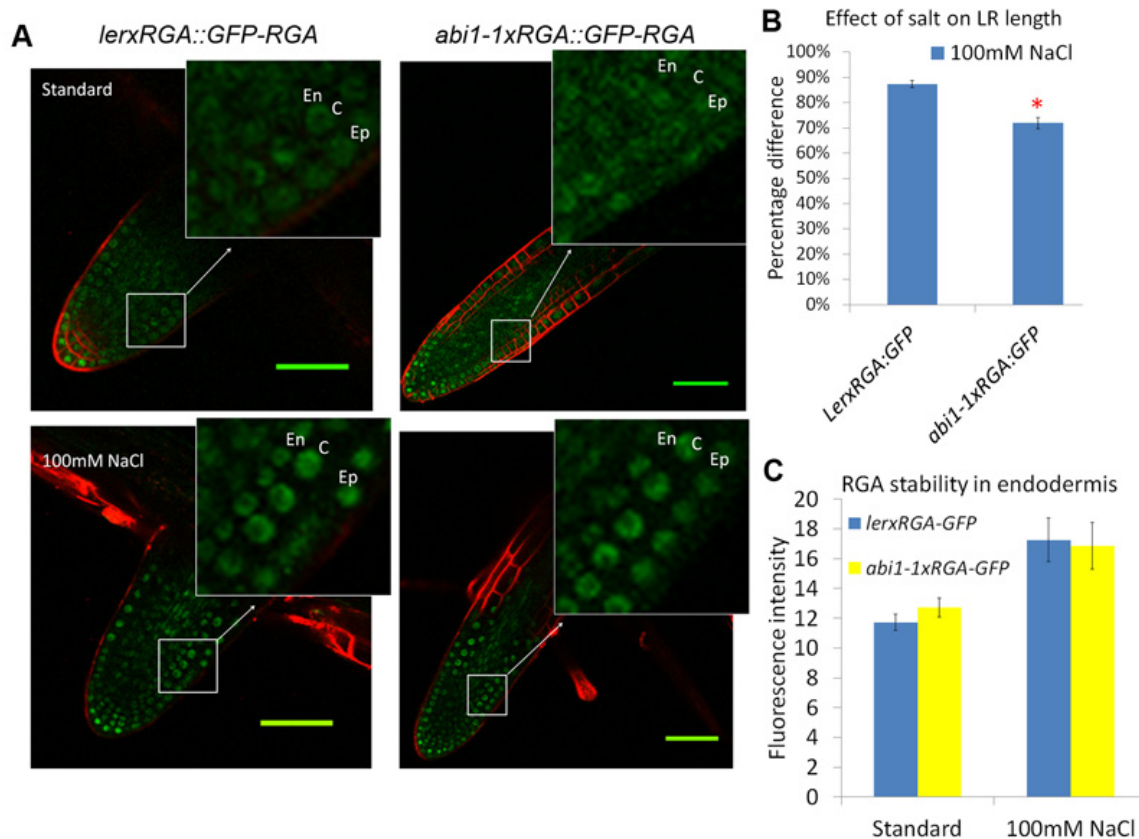 A
lerxRGA::GFP-RGA
abi1-1xRGA::GFP-RGA
Standard
En
C
Ep
En
C
Ep
100mM NaCl
En
C
Ep
En
C
Ep
B
Effect of salt on LR length
100mM NaCl
Percentage difference
100%
90%
80%
70%
60%
50%
40%
30%
20%
10%
0%
*
LerxRGA:GFP
abi1-1xRGA:GFP
C
RGA stability in endodermis
lerxRGA-GFP
abi1-1xRGA-GFP
Fluorescence intensity
20
18
16
14
12
10
8
6
4
2
0
Standard
100mM NaCl